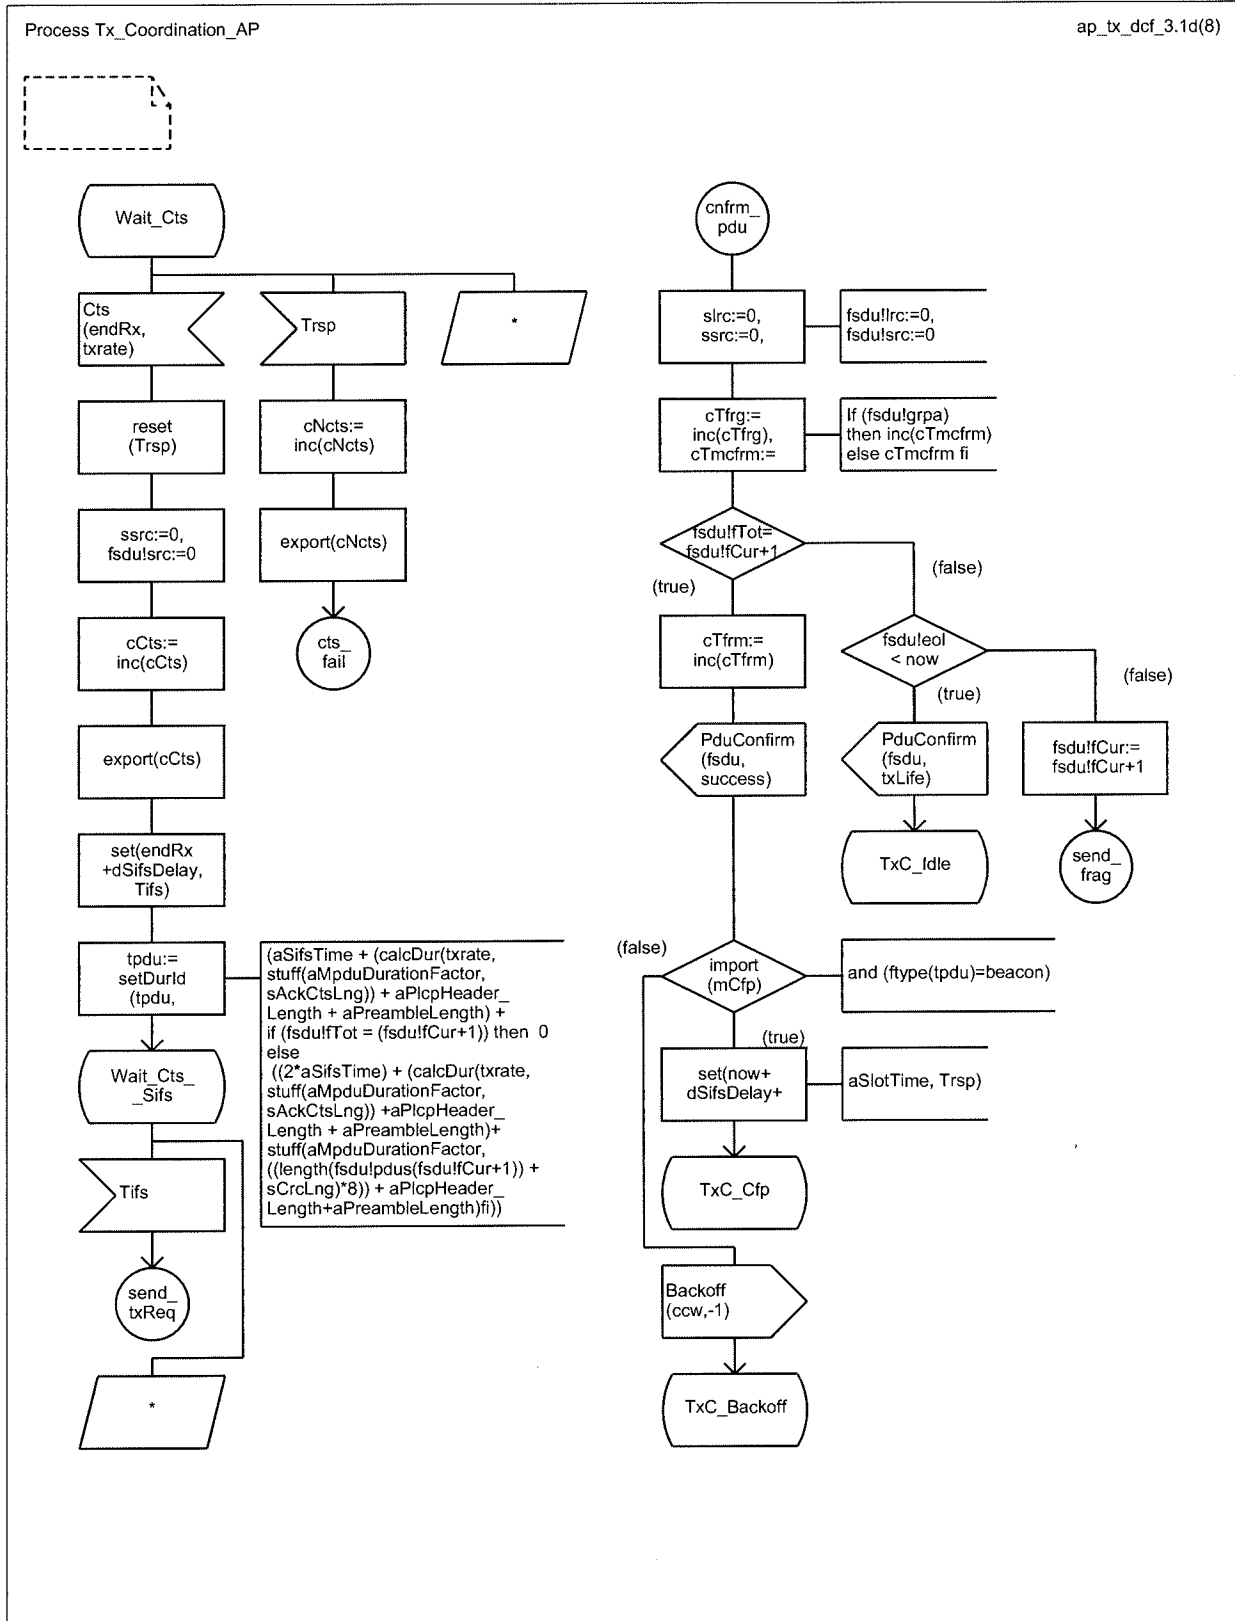 Process Tx_Coordination_AP
ap_tx_dcf_3.1d(8)
Wait_Cts
Cts
(endRx,
txrate)
Trsp
*
reset
(Trsp)
cNcts:=
inc(cNcts)
ssrc:=0,
fsdu!src:=0
export(cNcts)
cCts:=
inc(cCts)
cts_
fail
export(cCts)
set(endRx
+dSifsDelay,
Tifs)
tpdu:=
setDurId
(tpdu,
(aSifsTime + (calcDur(txrate,
stuff(aMpduDurationFactor,
sAckCtsLng)) + aPlcpHeader_
Length + aPreambleLength) +
if (fsdu!fTot = (fsdu!fCur+1)) then 0
else
((2*aSifsTime) + (calcDur(txrate,
stuff(aMpduDurationFactor,
sAckCtsLng)) +aPlcpHeader_
Length + aPreambleLength)+
stuff(aMpduDurationFactor,
((length(fsdu!pdus(fsdu!fCur+1)) +
sCrcLng)*8)) + aPlcpHeader_
Length+aPreambleLength)fi))
Wait_Cts_
_Sifs
Tifs
send_
txReq
*
cnfrm_
pdu
slrc:=0,
ssrc:=0,
fsdu!lrc:=0,
fsdu!src:=0
cTfrg:=
inc(cTfrg),
cTmcfrm:=
If (fsdu!grpa)
then inc(cTmcfrm)
else cTmcfrm fi
fsdu!fTot=
fsdu!fCur+1
(true)
(false)
cTfrm:=
inc(cTfrm)
fsdu!eol
< now
(true)
(false)
PduConfirm
(fsdu,
success)
PduConfirm
(fsdu,
txLife)
fsdu!fCur:=
fsdu!fCur+1
TxC_Idle
send_
frag
(false)
import
(mCfp)
and (ftype(tpdu)=beacon)
(true)
set(now+
dSifsDelay+
aSlotTime, Trsp)
TxC_Cfp
Backoff
(ccw,-1)
TxC_Backoff